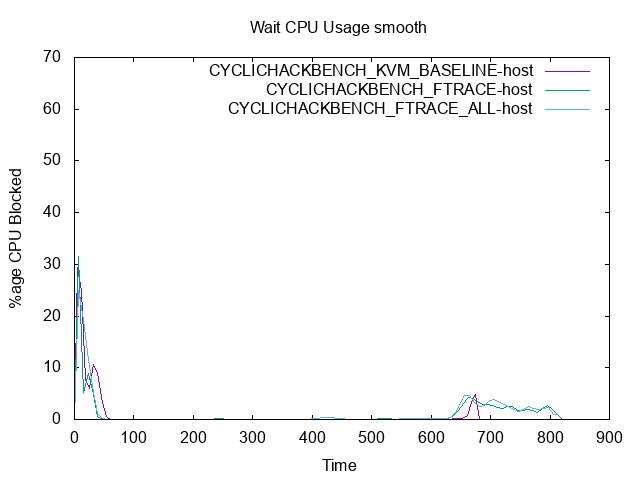 Wait CPU Usage smooth
70
60
50
40
30
20
10
0
%age CPU Blocked
CYCLICHACKBENCH_KVM_BASELINE-host
CYCLICHACKBENCH_FTRACE-host
CYCLICHACKBENCH_FTRACE_ALL-host
0 100 200 300 400 500 600 700 800 900
Time